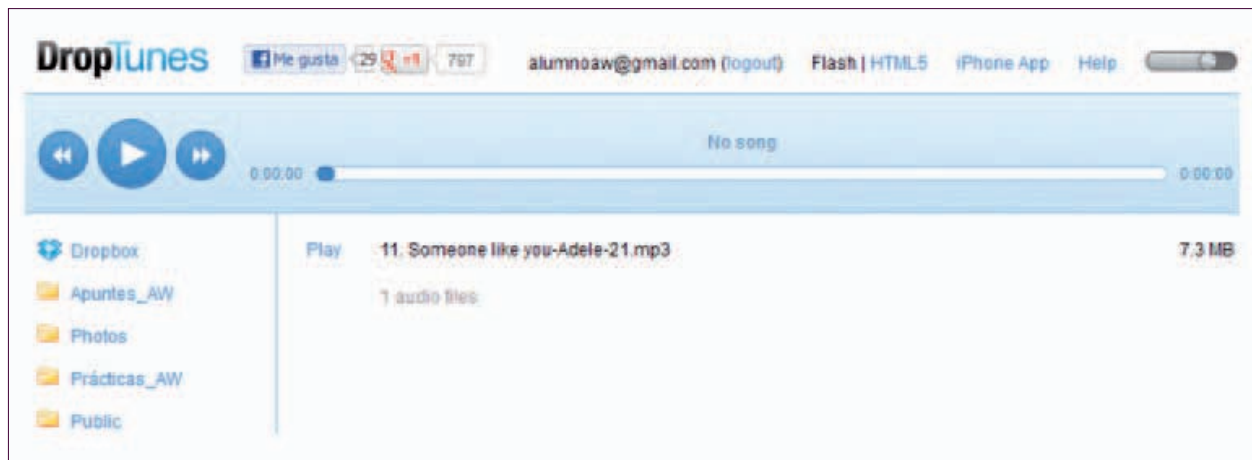 DropTunes Me gusta 29 +1 797 alumnoaw@gmail.com (logout) Flash | HTML5 iPhone App Help
No song
0:00:00 0:00:00
Dropbox Play 11. Someone like you-Adele-21.mp3 7.3 MB
Apuntes_AW 1 audio files
Photos
Prácticas_AW
Public